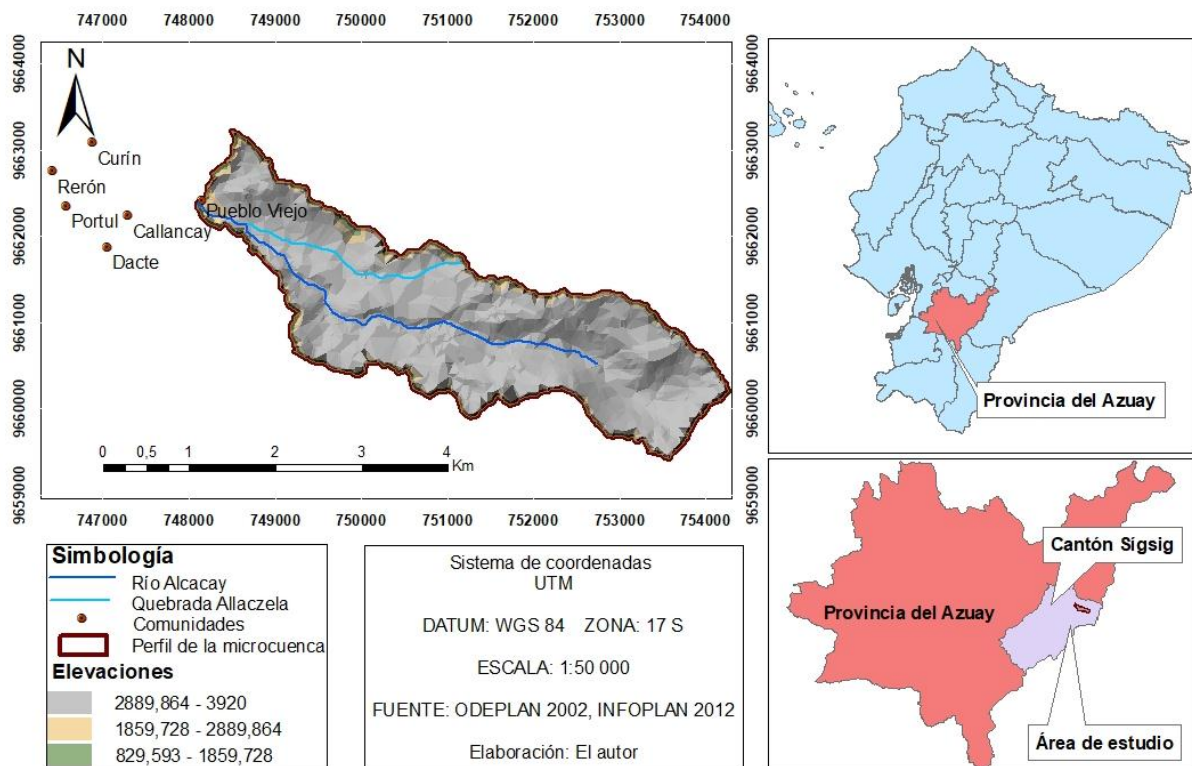 747000 748000 749000 750000 751000 752000 753000 754000
9664000
9663000
9662000
9661000
9660000
9659000
N
Curín
Rerón
Portul
Callancay
Dacte
Pueblo Viejo
0 0,5 1 2 3 4
Km
9664000
9663000
9662000
9661000
9660000
9659000
747000 748000 749000 750000 751000 752000 753000 754000
Simbología
Río Alcacay
Quebrada Allaczela
Comunidades
Perfil de la microcuenca
Elevaciones
2889,864 - 3920
1859,728 - 2889,864
829,593 - 1859,728
Sistema de coordenadas
UTM
DATUM: WGS 84 ZONA: 17 S
ESCALA: 1:50 000
FUENTE: ODEPLAN 2002, INFOPLAN 2012
Elaboración: El autor
Provincia del Azuay
Cantón Sígsig
Provincia del Azuay
Área de estudio